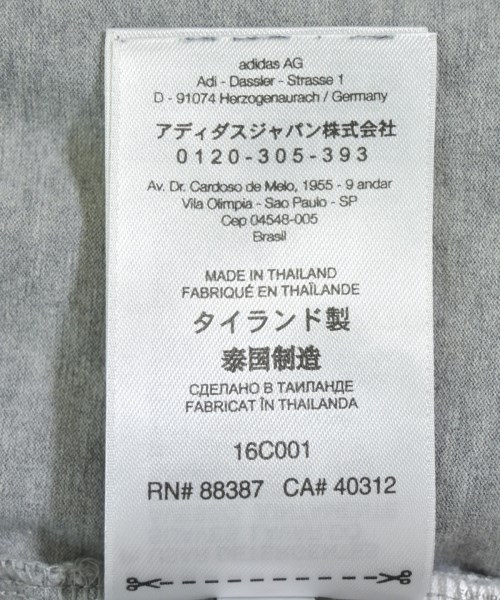 adidas AG
Adi - Dassler - Strasse 1
D - 91074 Herzogenaurach / Germany
アディダスジャパン株式会社
0120-305-393
Av. Dr. Cardoso de Melo, 1955 - 9 andar
Vila Olimpia - Sao Paulo - SP
Cep 04548-005
Brasil
MADE IN THAILAND
FABRIQUÉ EN THAÏLANDE
タイランド製
泰国制造
СДЕЛАНО В ТАИЛАНДЕ
FABRICAT ÎN THAILANDA
16C001
RN# 88387 CA# 40312